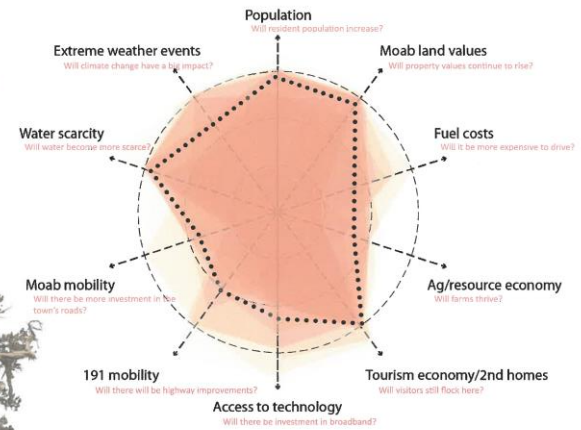 Population
Will resident population increase?
Extreme weather events
Will climate change have a big impact?
Moab land values
Will property values continue to rise?
Water scarcity
Will water become more scarce?
Fuel costs
Will it be more expensive to drive?
Moab mobility
Will there be more investment in the
town's roads?
Ag/resource economy
Will farms thrive?
191 mobility
Will there will be highway improvements?
Tourism economy/2nd homes
Will visitors still flock here?
Access to technology
Will there be investment in broadband?